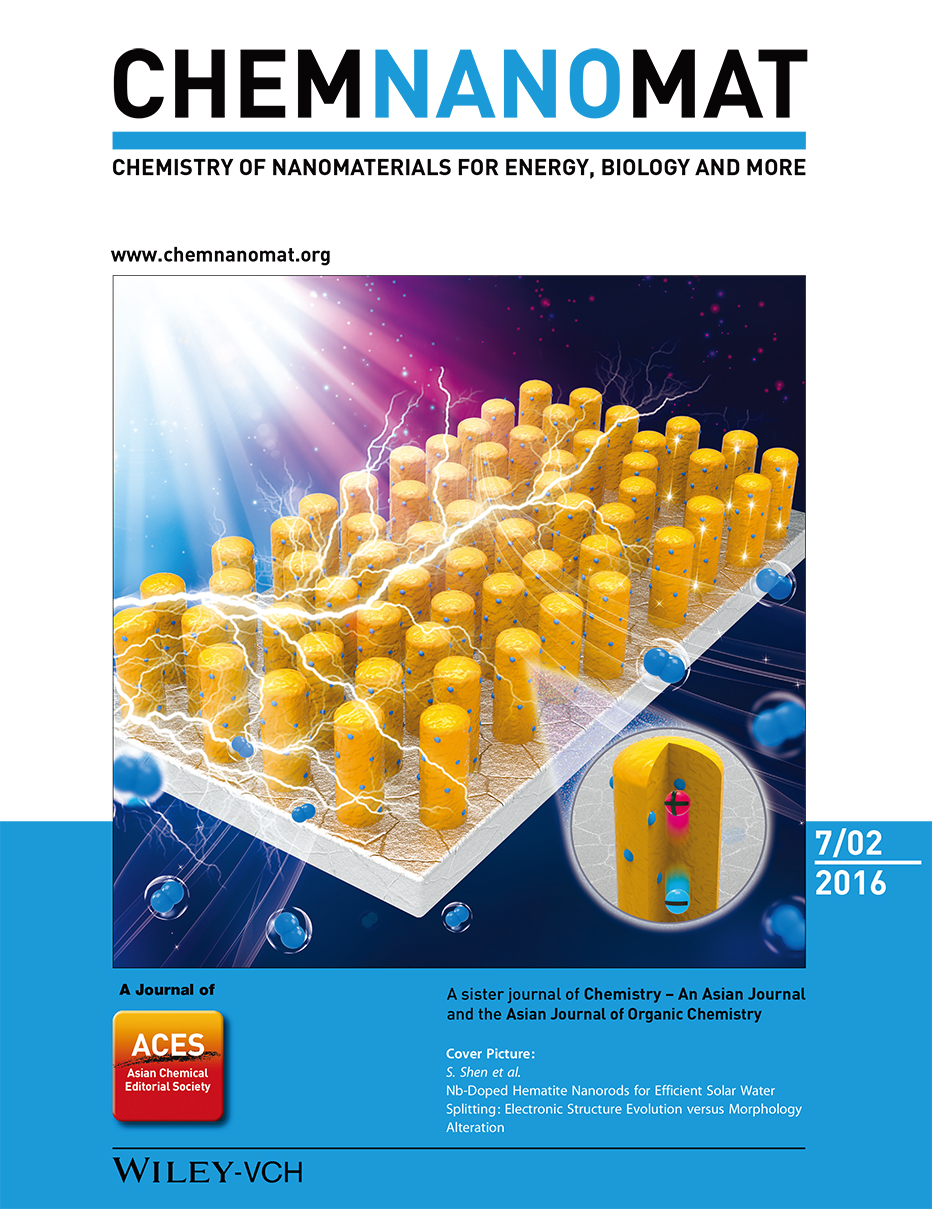 CHEMNANOMAT
CHEMISTRY OF NANOMATERIALS FOR ENERGY, BIOLOGY AND MORE
www.chemnanomat.org
+
−
7/02
2016
A Journal of
ACES
Asian Chemical
Editorial Society
A sister journal of Chemistry – An Asian Journal
and the Asian Journal of Organic Chemistry
Cover Picture:
S. Shen et al.
Nb-Doped Hematite Nanorods for Efficient Solar Water
Splitting: Electronic Structure Evolution versus Morphology
Alteration
WILEY-VCH